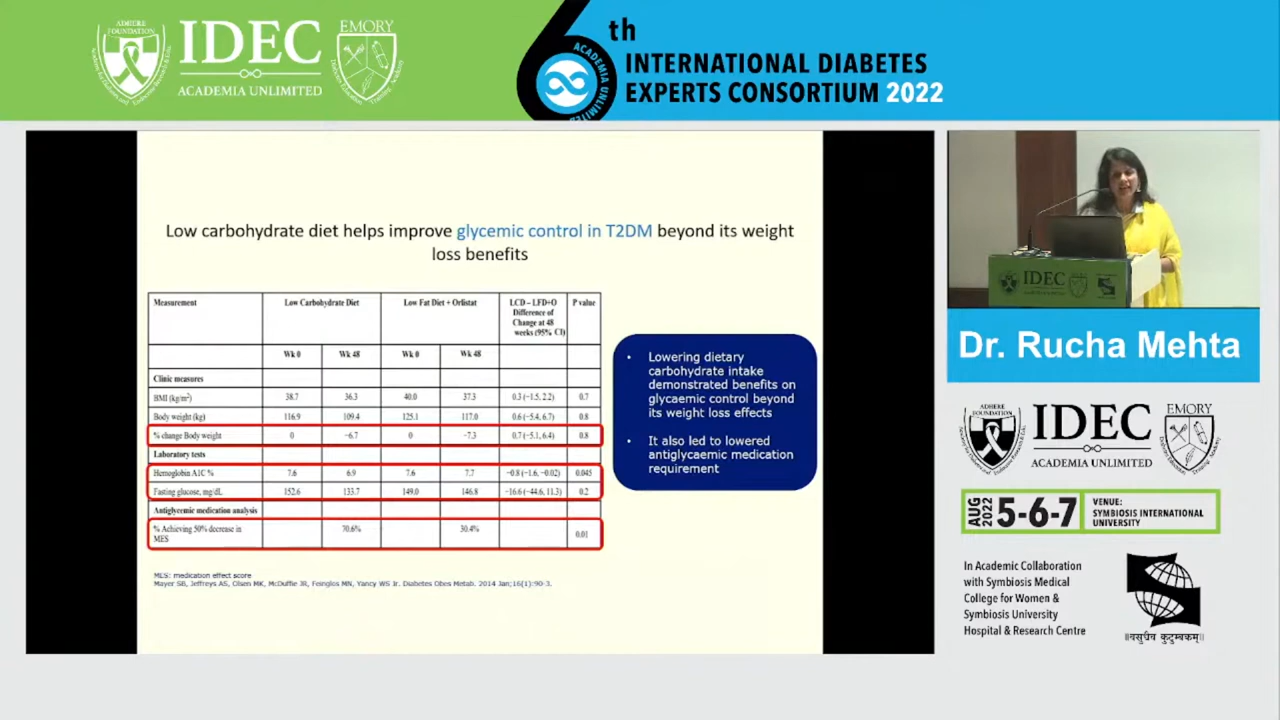 ADHERE
FOUNDATION
IDEC
ACADEMIA UNLIMITED
EMORY
6th
ACADEMIA UNLIMITED
INTERNATIONAL DIABETES
EXPERTS CONSORTIUM 2022
Low carbohydrate diet helps improve glycemic control in T2DM beyond its weight
loss benefits
Measurement Low Carbohydrate Diet Low Fat Diet + Orlistat LCD – LFD+O P value
Difference of
Change at 48
weeks (95% CI)
Wk 0 Wk 48 Wk 0 Wk 48
Clinic measures
BMI (kg/m²) 38.7 36.3 40.0 37.3 0.3 (−1.5, 2.2) 0.7
Body weight (kg) 116.9 109.4 125.1 117.0 0.6 (−5.4, 6.7) 0.8
% change Body weight 0 −6.7 0 −7.3 0.7 (−5.1, 6.4) 0.8
Laboratory tests
Hemoglobin A1C % 7.6 6.9 7.6 7.7 −0.8 (−1.6, −0.02) 0.045
Fasting glucose, mg/dL 152.6 133.7 149.0 146.8 −16.6 (−44.6, 11.3) 0.2
Antiglycemic medication analysis
% Achieving 50% decrease in 70.6% 30.4% 0.01
MES
MES: medication effect score
Mayer SB, Jeffreys AS, Olsen MK, McDuffie JR, Feinglos MN, Yancy WS Jr. Diabetes Obes Metab. 2014 Jan;16(1):90-3.
• Lowering dietary
carbohydrate intake
demonstrated benefits on
glycaemic control beyond
its weight loss effects
• It also led to lowered
antiglycaemic medication
requirement
IDEC
ACADEMIA UNLIMITED
Dr. Rucha Mehta
ADHERE
FOUNDATION
IDEC
ACADEMIA UNLIMITED
EMORY
AUG
2022
5-6-7
VENUE:
SYMBIOSIS INTERNATIONAL
UNIVERSITY
In Academic Collaboration
with Symbiosis Medical
College for Women &
Symbiosis University
Hospital & Research Centre
॥वसुधैव कुटुम्बकम्॥